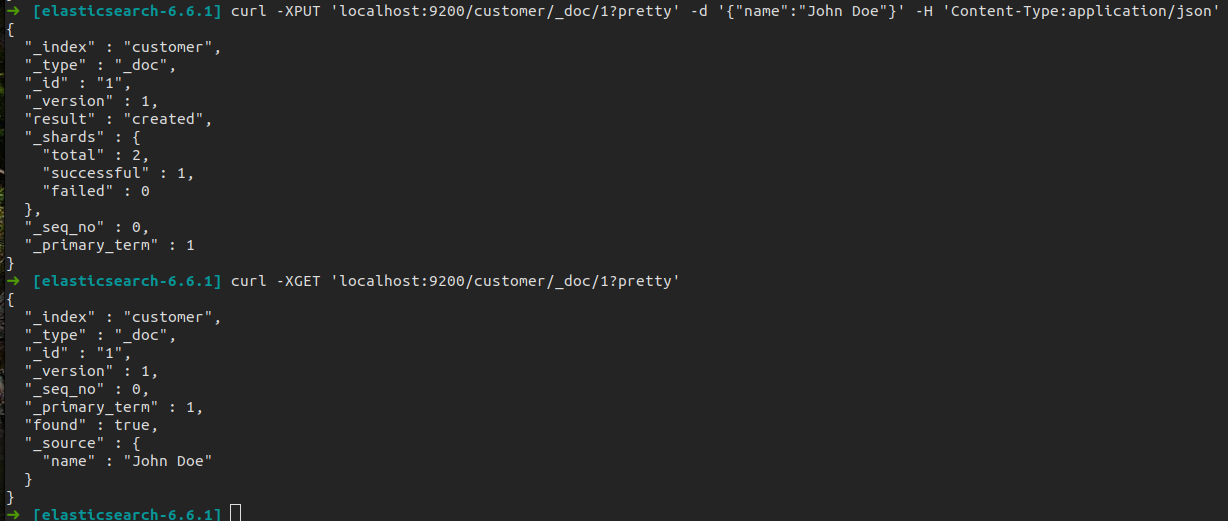 ➜  [elasticsearch-6.6.1] curl -XPUT 'localhost:9200/customer/_doc/1?pretty' -d '{"name":"John Doe"}' -H 'Content-Type:application/json'
{
  "_index" : "customer",
  "_type" : "_doc",
  "_id" : "1",
  "_version" : 1,
  "result" : "created",
  "_shards" : {
    "total" : 2,
    "successful" : 1,
    "failed" : 0
  },
  "_seq_no" : 0,
  "_primary_term" : 1
}
➜  [elasticsearch-6.6.1] curl -XGET 'localhost:9200/customer/_doc/1?pretty'
{
  "_index" : "customer",
  "_type" : "_doc",
  "_id" : "1",
  "_version" : 1,
  "_seq_no" : 0,
  "_primary_term" : 1,
  "found" : true,
  "_source" : {
    "name" : "John Doe"
  }
}
➜  [elasticsearch-6.6.1]